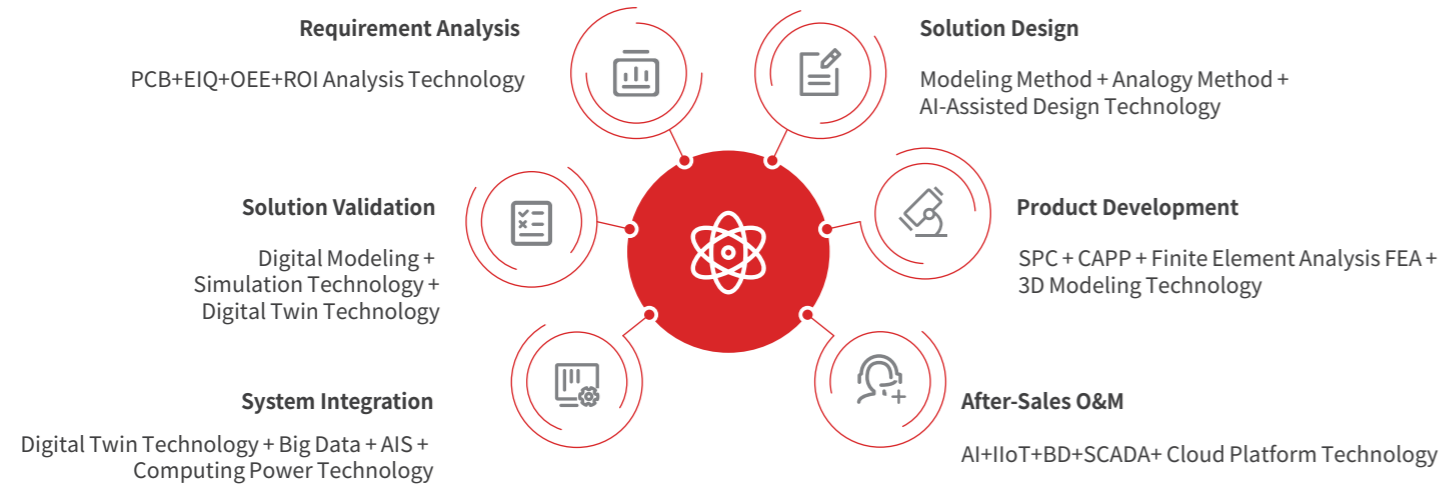 Requirement Analysis
PCB+EIQ+OEE+ROI Analysis Technology
Solution Design
Modeling Method + Analogy Method +
AI-Assisted Design Technology
Solution Validation
Digital Modeling +
Simulation Technology +
Digital Twin Technology
Product Development
SPC + CAPP + Finite Element Analysis FEA +
3D Modeling Technology
System Integration
Digital Twin Technology + Big Data + AIS +
Computing Power Technology
After-Sales O&M
AI+IIoT+BD+SCADA+ Cloud Platform Technology